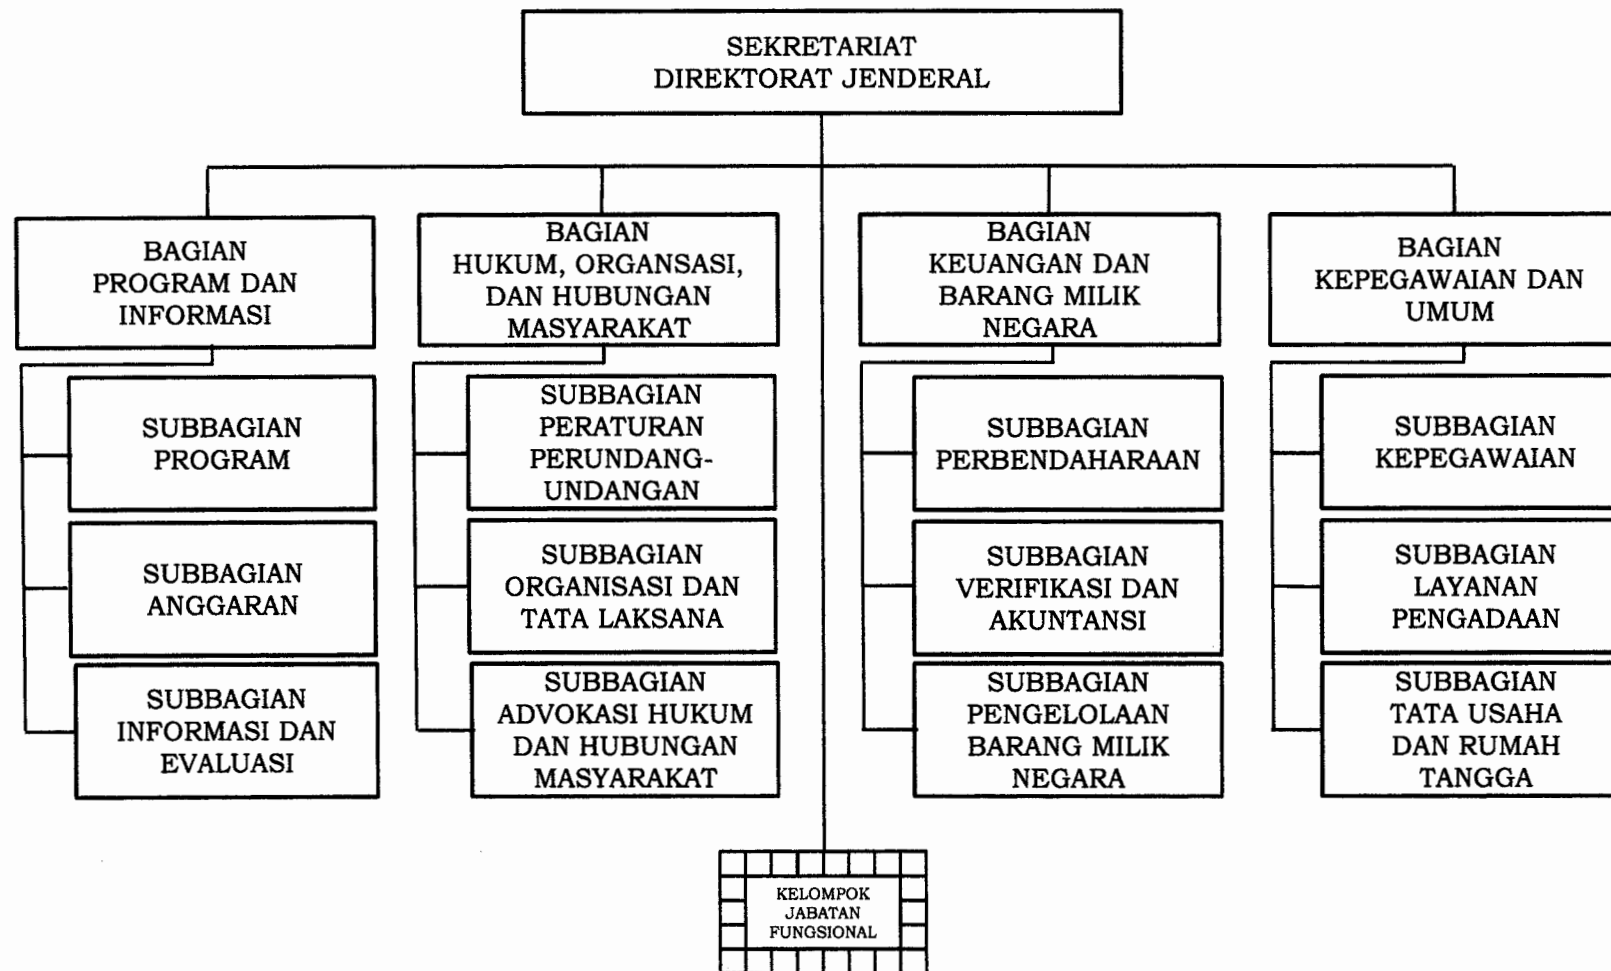 SEKRETARIAT
DIREKTORAT JENDERAL
BAGIAN
PROGRAM DAN
INFORMASI
BAGIAN
HUKUM, ORGANSASI,
DAN HUBUNGAN
MASYARAKAT
BAGIAN
KEUANGAN DAN
BARANG MILIK
NEGARA
BAGIAN
KEPEGAWAIAN DAN
UMUM
SUBBAGIAN
PROGRAM
SUBBAGIAN
ANGGARAN
SUBBAGIAN
INFORMASI DAN
EVALUASI
SUBBAGIAN
PERATURAN
PERUNDANG-
UNDANGAN
SUBBAGIAN
ORGANISASI DAN
TATA LAKSANA
SUBBAGIAN
ADVOKASI HUKUM
DAN HUBUNGAN
MASYARAKAT
SUBBAGIAN
PERBENDAHARAAN
SUBBAGIAN
VERIFIKASI DAN
AKUNTANSI
SUBBAGIAN
PENGELOLAAN
BARANG MILIK
NEGARA
SUBBAGIAN
KEPEGAWAIAN
SUBBAGIAN
LAYANAN
PENGADAAN
SUBBAGIAN
TATA USAHA
DAN RUMAH
TANGGA
KELOMPOK
JABATAN
FUNGSIONAL